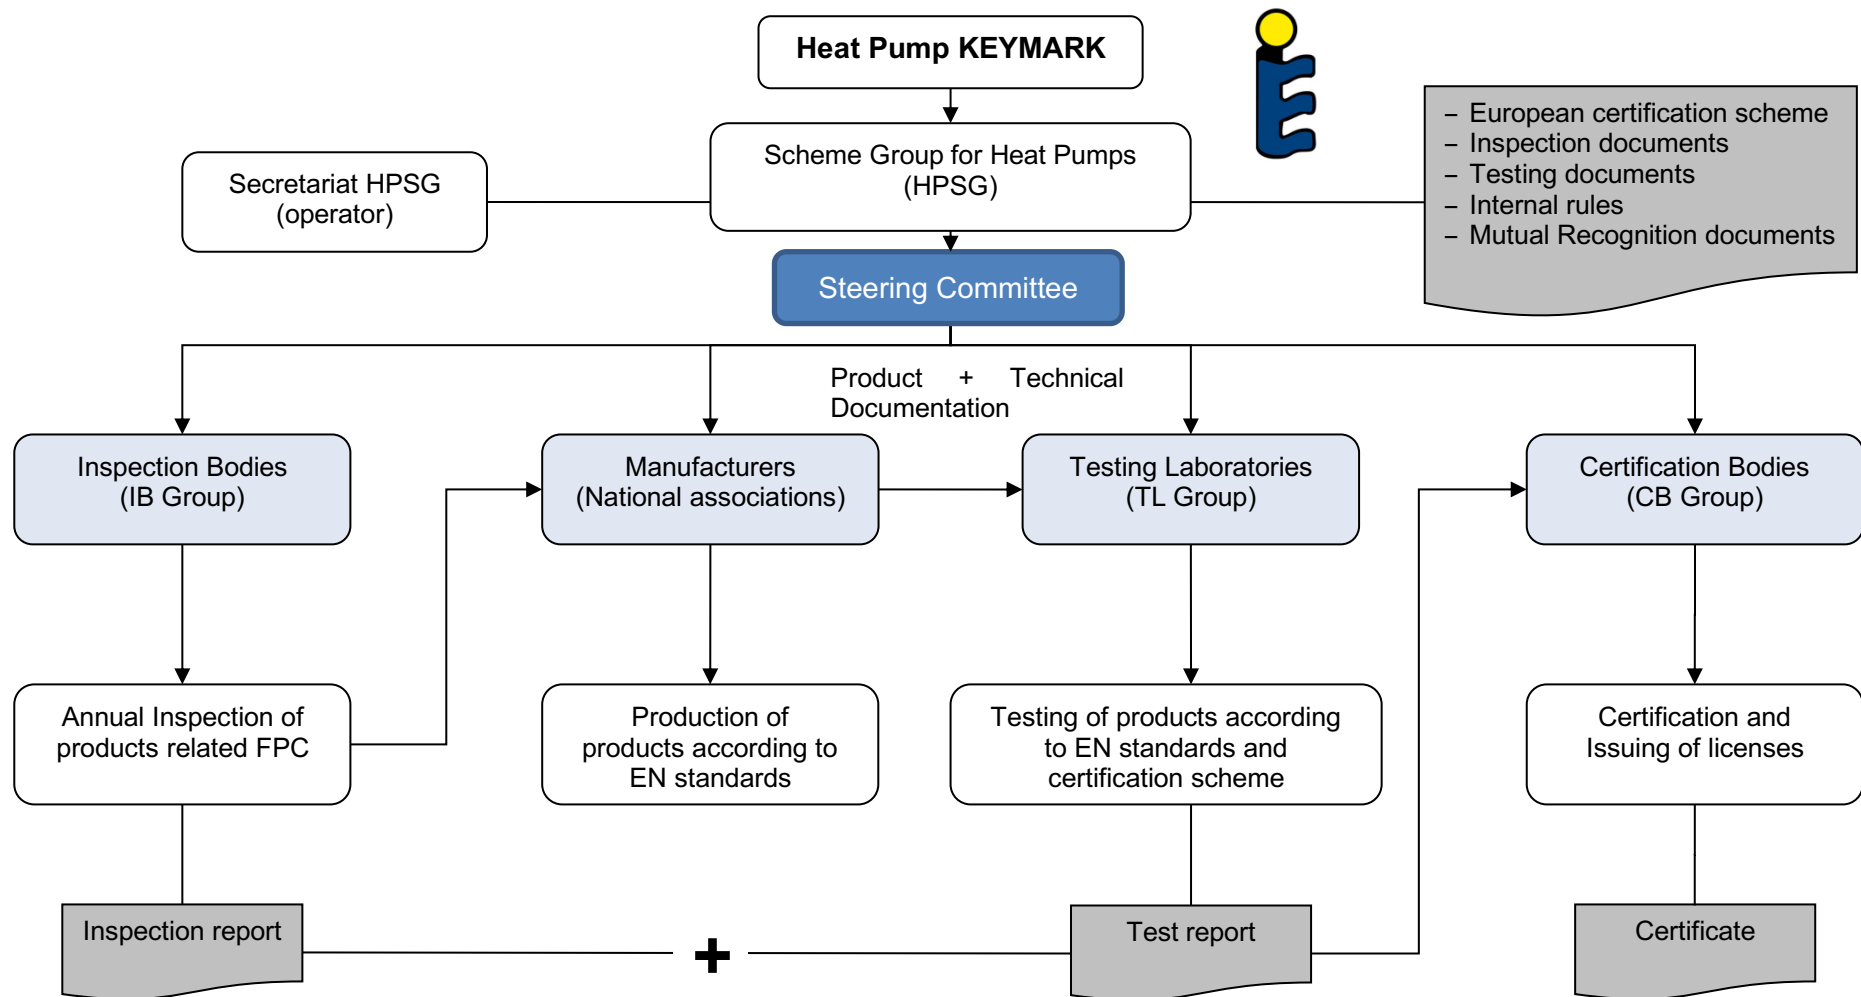 Heat Pump KEYMARK
Scheme Group for Heat Pumps
(HPSG)
Secretariat HPSG
(operator)
– European certification scheme
– Inspection documents
– Testing documents
– Internal rules
– Mutual Recognition documents
Steering Committee
Product + Technical
Documentation
Inspection Bodies
(IB Group)
Manufacturers
(National associations)
Testing Laboratories
(TL Group)
Certification Bodies
(CB Group)
Annual Inspection of
products related FPC
Production of
products according to
EN standards
Testing of products according
to EN standards and
certification scheme
Certification and
Issuing of licenses
Inspection report
+
Test report
Certificate